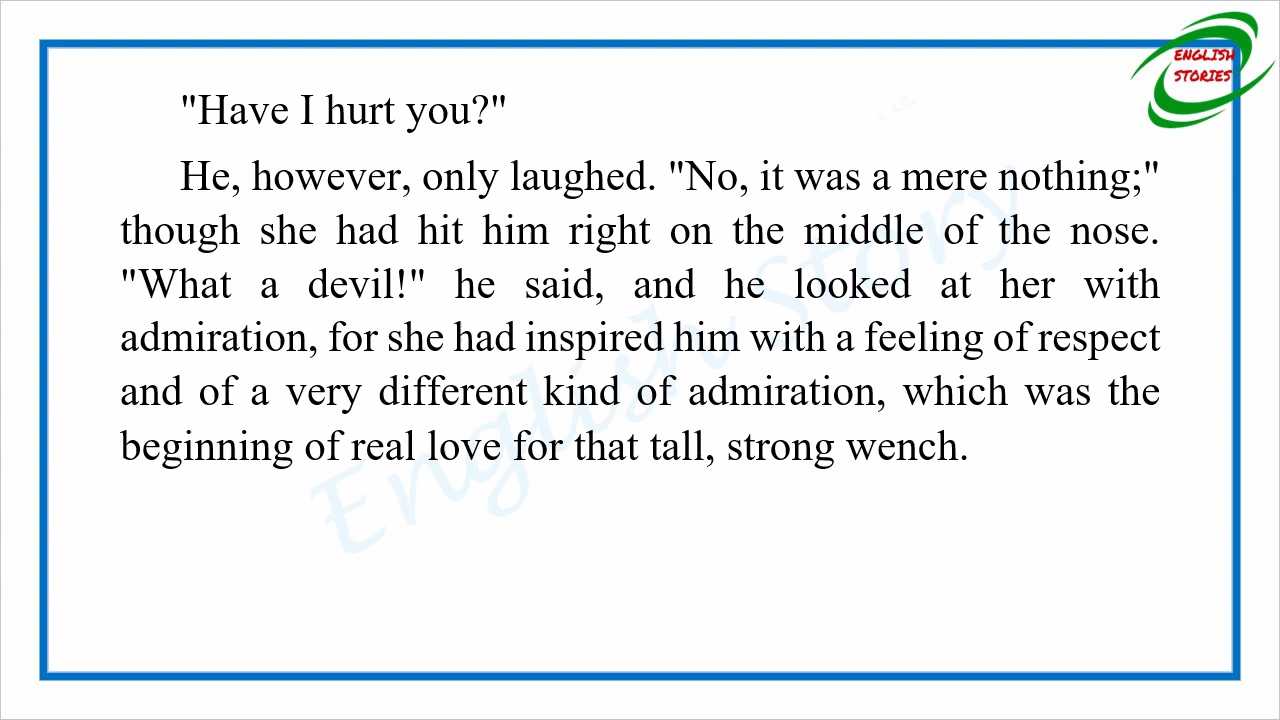 ENGLISH
STORIES
"Have I hurt you?"
He, however, only laughed. "No, it was a mere nothing;"
though she had hit him right on the middle of the nose.
"What a devil!" he said, and he looked at her with
admiration, for she had inspired him with a feeling of respect
and of a very different kind of admiration, which was the
beginning of real love for that tall, strong wench.
English Story